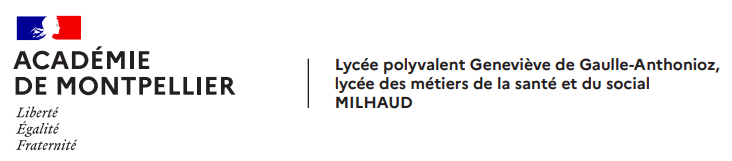 ACADÉMIE
DE MONTPELLIER
Liberté
Égalité
Fraternité
Lycée polyvalent Geneviève de Gaulle-Anthonioz,
lycée des métiers de la santé et du social
MILHAUD